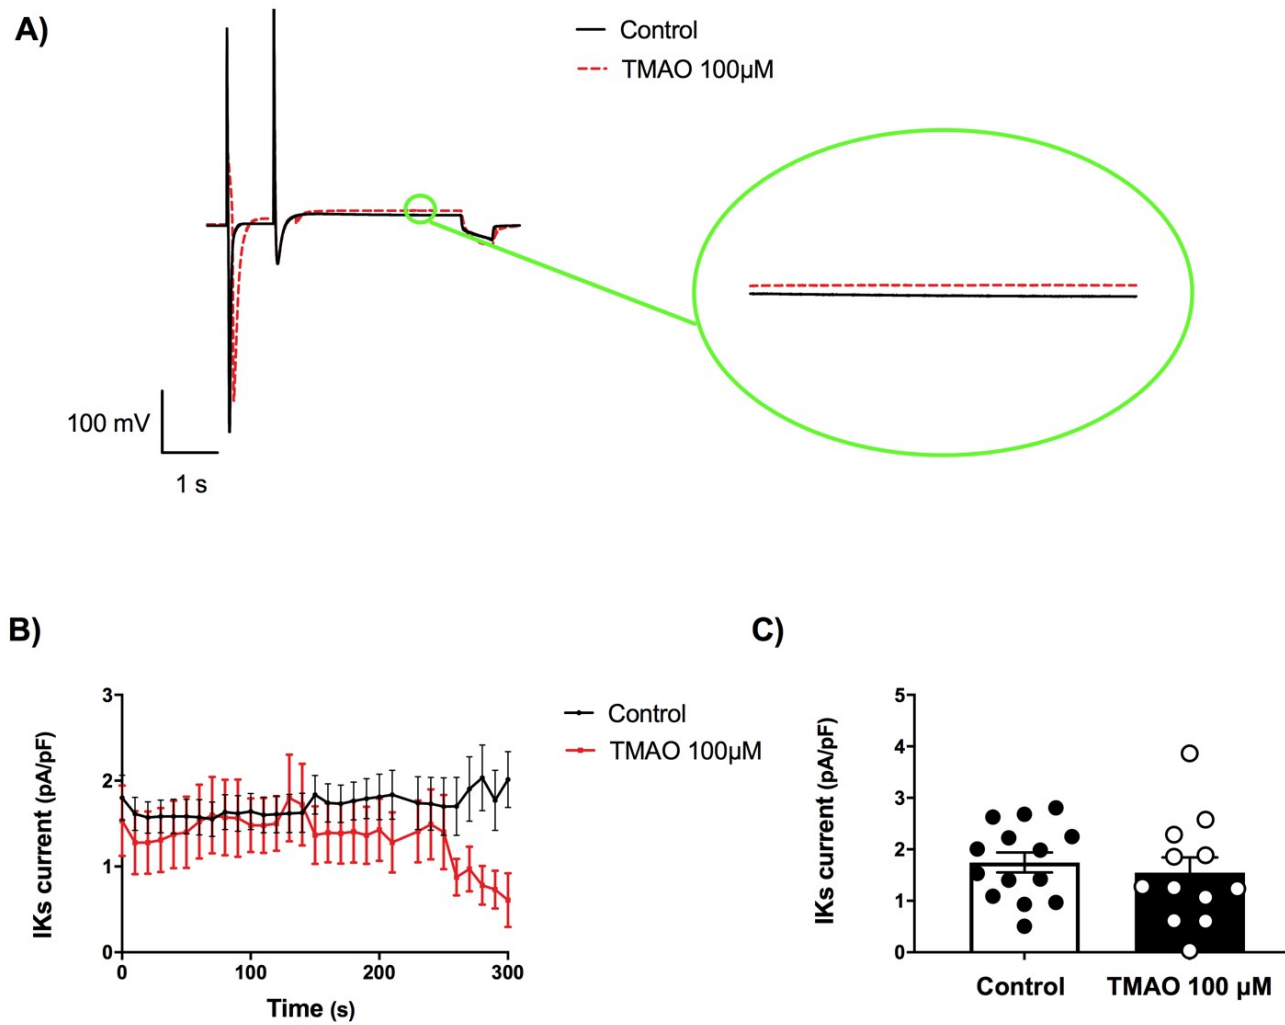 A)
Control
TMAO 100µM
100 mV
1 s
B)
C)
3
2
1
0
IKs current (pA/pF)
0 100 200 300
Time (s)
Control
TMAO 100µM
5
4
3
2
1
0
IKs current (pA/pF)
Control TMAO 100 µM